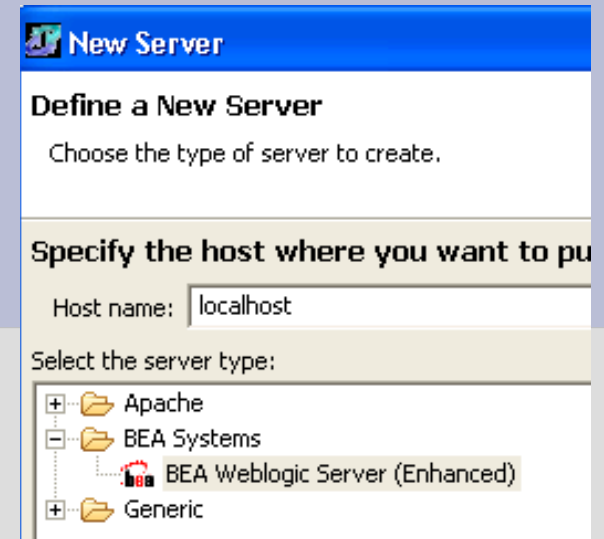 New Server
Define a New Server
Choose the type of server to create.
Specify the host where you want to pu
Host name: localhost
Select the server type:
Apache
BEA Systems
bea BEA Weblogic Server (Enhanced)
Generic